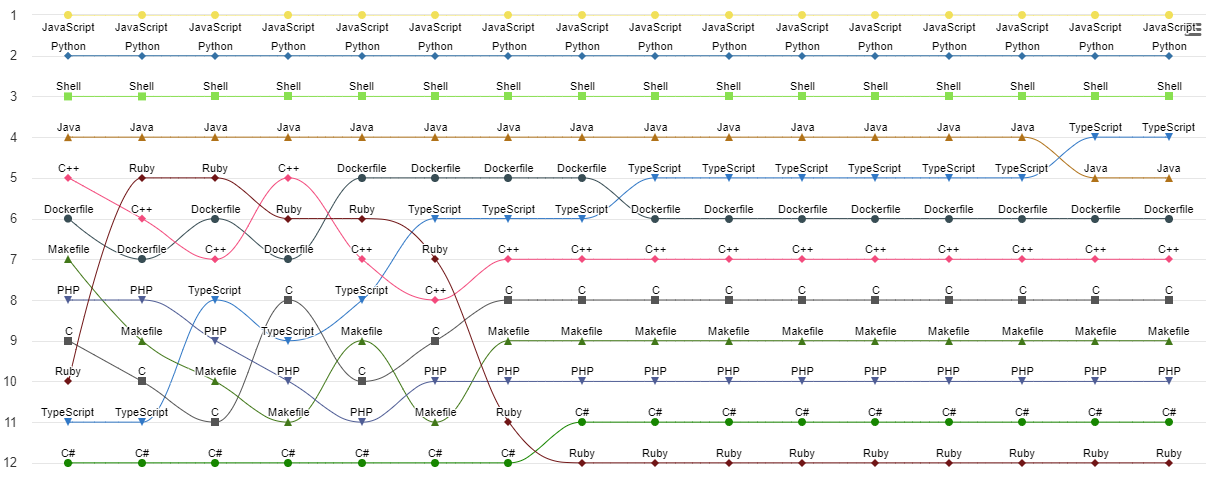 1
JavaScript JavaScript JavaScript JavaScript JavaScript JavaScript JavaScript JavaScript JavaScript JavaScript JavaScript JavaScript JavaScript JavaScript JavaScript JavaScript
Python Python Python Python Python Python Python Python Python Python Python Python Python Python Python Python
2
Shell Shell Shell Shell Shell Shell Shell Shell Shell Shell Shell Shell Shell Shell Shell Shell
3
Java Java Java Java Java Java Java Java Java Java Java Java Java Java TypeScript TypeScript
4
C++ Ruby Ruby C++ Dockerfile Dockerfile Dockerfile Dockerfile TypeScript TypeScript TypeScript TypeScript TypeScript TypeScript Java Java
5
Dockerfile C++ Dockerfile Ruby Ruby TypeScript TypeScript TypeScript Dockerfile Dockerfile Dockerfile Dockerfile Dockerfile Dockerfile Dockerfile Dockerfile
6
Makefile Dockerfile C++ Dockerfile C++ Ruby C++ C++ C++ C++ C++ C++ C++ C++ C++ C++
7
PHP PHP TypeScript C TypeScript C++ C C C C C C C C C C
8
C Makefile PHP TypeScript Makefile C Makefile Makefile Makefile Makefile Makefile Makefile Makefile Makefile Makefile Makefile
9
Ruby C Makefile PHP C PHP PHP PHP PHP PHP PHP PHP PHP PHP PHP PHP
10
TypeScript TypeScript C Makefile PHP Makefile Ruby C# C# C# C# C# C# C# C# C#
11
C# C# C# C# C# C# C# Ruby Ruby Ruby Ruby Ruby Ruby Ruby Ruby Ruby
12